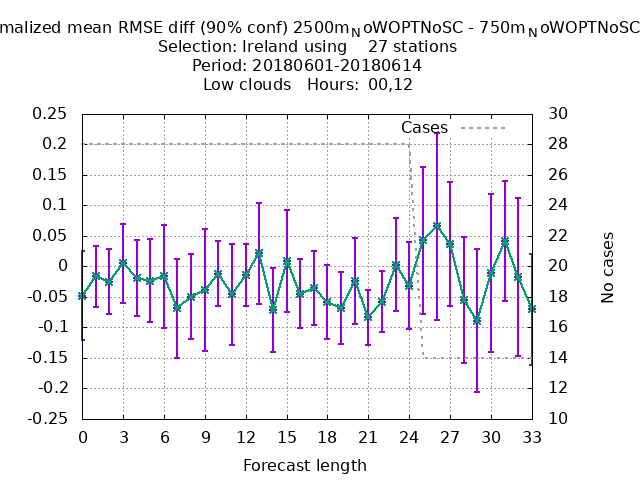 malized mean RMSE diff (90% conf) 2500mNoWOPTNoSC - 750mNoWOPTNoSC
Selection: Ireland using 27 stations
Period: 20180601-20180614
Low clouds Hours: 00,12
Cases
0.25
0.2
0.15
0.1
0.05
0
-0.05
-0.1
-0.15
-0.2
-0.25
30
28
26
24
22
20
18
16
14
12
10
No cases
0 3 6 9 12 15 18 21 24 27 30 33
Forecast length